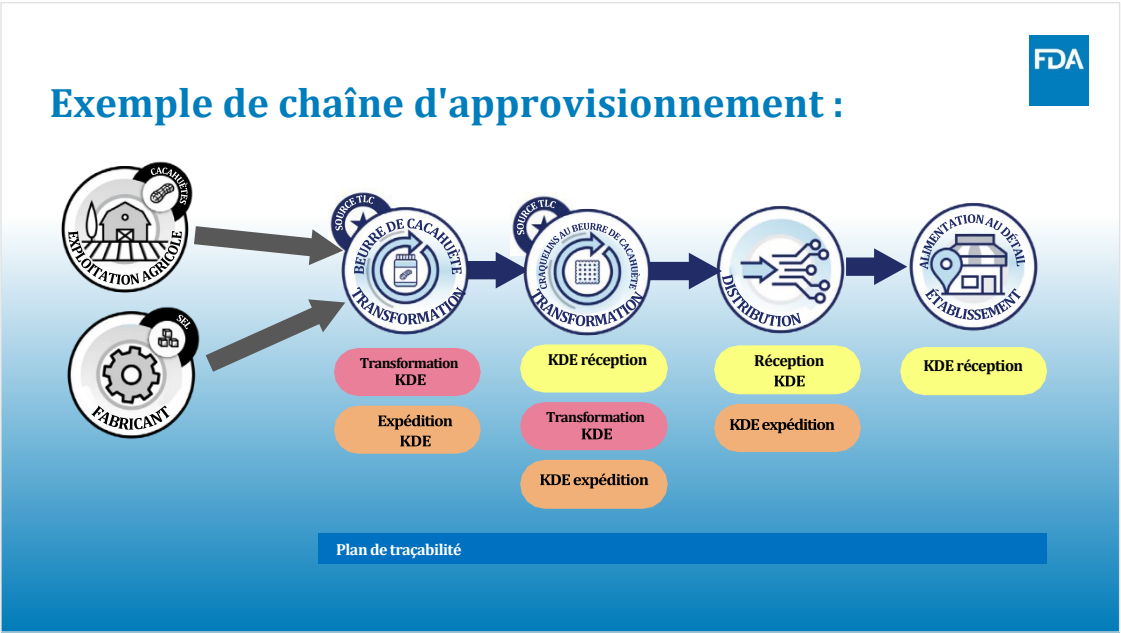 FDA
Exemple de chaîne d'approvisionnement :
CACAHUÈTES
EXPLOITATION AGRICOLE
SEL
FABRICANT
SOURCE TLC
BEURRE DE CACAHUÈTE
TRANSFORMATION
SOURCE TLC
CRAQUELINS AU BEURRE DE CACAHUÈTE
TRANSFORMATION
DISTRIBUTION
ALIMENTATION AU DÉTAIL
ÉTABLISSEMENT
Transformation
KDE
Expédition
KDE
KDE réception
Transformation
KDE
KDE expédition
Réception
KDE
KDE expédition
KDE réception
Plan de traçabilité